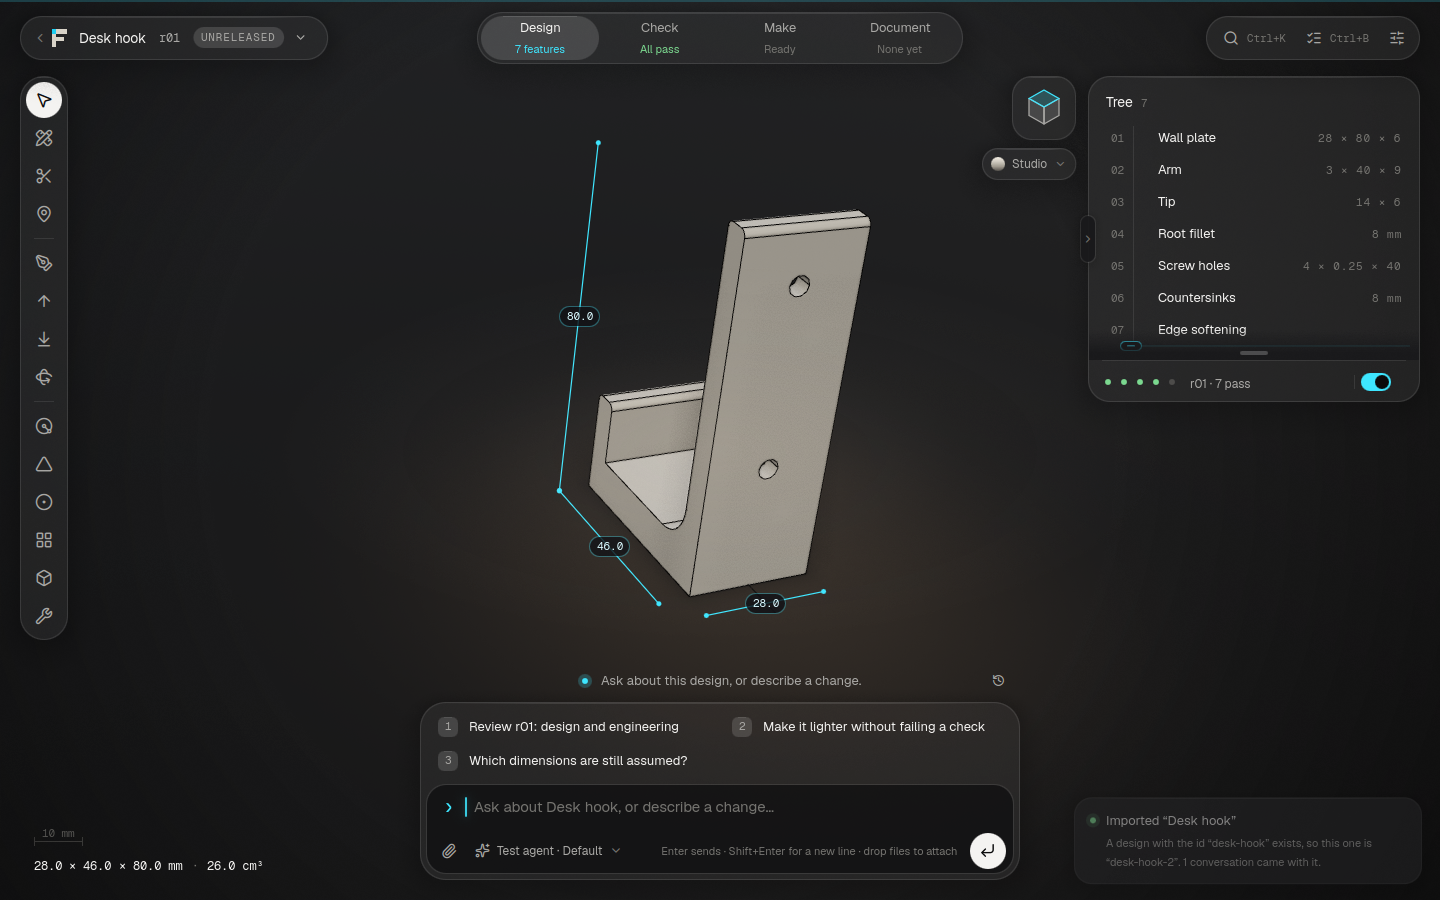 Desk hook r01 UNRELEASED
Design
7 features
Check
All pass
Make
Ready
Document
None yet
Ctrl+K
Ctrl+B
Studio
Tree 7
01 Wall plate 28 × 80 × 6
02 Arm 3 × 40 × 9
03 Tip 14 × 6
04 Root fillet 8 mm
05 Screw holes 4 × 0.25 × 40
06 Countersinks 8 mm
07 Edge softening
r01 · 7 pass
80.0
46.0
28.0
Ask about this design, or describe a change.
1 Review r01: design and engineering
2 Make it lighter without failing a check
3 Which dimensions are still assumed?
Ask about Desk hook, or describe a change...
Test agent · Default
Enter sends · Shift+Enter for a new line · drop files to attach
10 mm
28.0 × 46.0 × 80.0 mm · 26.0 cm³
Imported “Desk hook”
A design with the id “desk-hook” exists, so this one is
“desk-hook-2”. 1 conversation came with it.